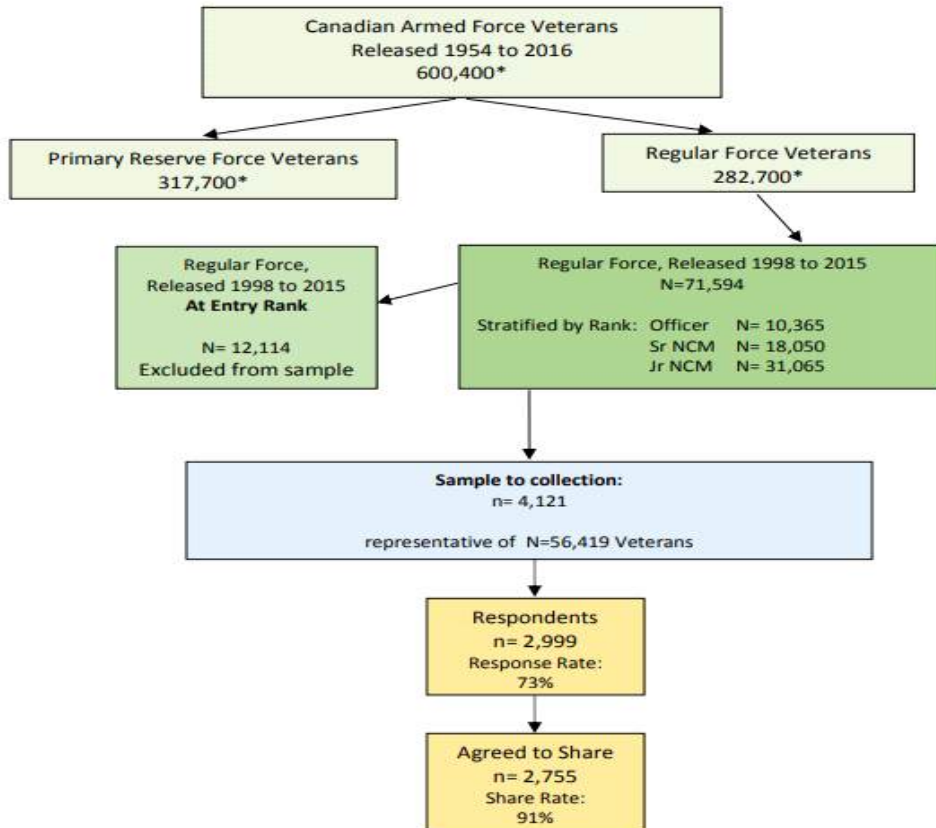 Canadian Armed Force Veterans
Released 1954 to 2016
600,400*
Primary Reserve Force Veterans
317,700*
Regular Force Veterans
282,700*
Regular Force,
Released 1998 to 2015
At Entry Rank
N= 12,114
Excluded from sample
Regular Force, Released 1998 to 2015
N=71,594
Stratified by Rank: Officer N= 10,365
Sr NCM N= 18,050
Jr NCM N= 31,065
Sample to collection:
n= 4,121
representative of N=56,419 Veterans
Respondents
n= 2,999
Response Rate:
73%
Agreed to Share
n= 2,755
Share Rate:
91%